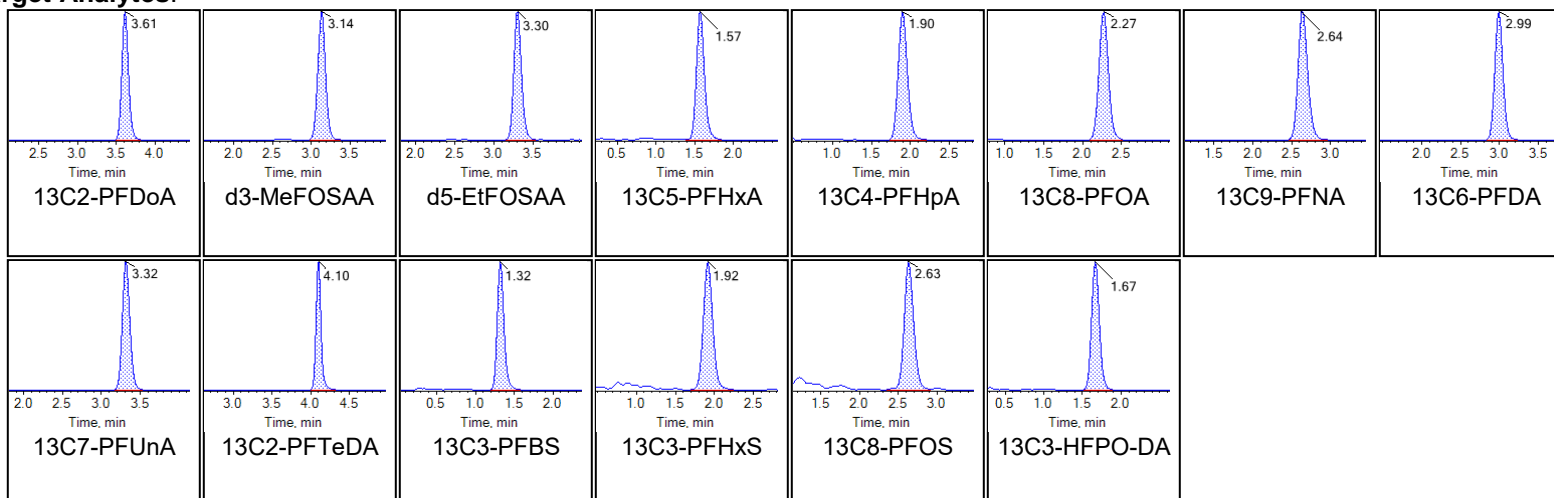 rget Analytes:
3.61 3.14 3.30 1.57 1.90 2.27 2.64 2.99
2.5 3.0 3.5 4.0 2.0 2.5 3.0 3.5 2.0 2.5 3.0 3.5 0.5 1.0 1.5 2.0 1.0 1.5 2.0 2.5 1.0 1.5 2.0 2.5 1.5 2.0 2.5 3.0 2.0 2.5 3.0 3.5
Time, min Time, min Time, min Time, min Time, min Time, min Time, min Time, min
13C2-PFDoA d3-MeFOSAA d5-EtFOSAA 13C5-PFHxA 13C4-PFHpA 13C8-PFOA 13C9-PFNA 13C6-PFDA
3.32 4.10 1.32 1.92 2.63 1.67
2.0 2.5 3.0 3.5 3.0 3.5 4.0 4.5 0.5 1.0 1.5 2.0 1.0 1.5 2.0 2.5 1.5 2.0 2.5 3.0 0.5 1.0 1.5 2.0
Time, min Time, min Time, min Time, min Time, min Time, min
13C7-PFUnA 13C2-PFTeDA 13C3-PFBS 13C3-PFHxS 13C8-PFOS 13C3-HFPO-DA